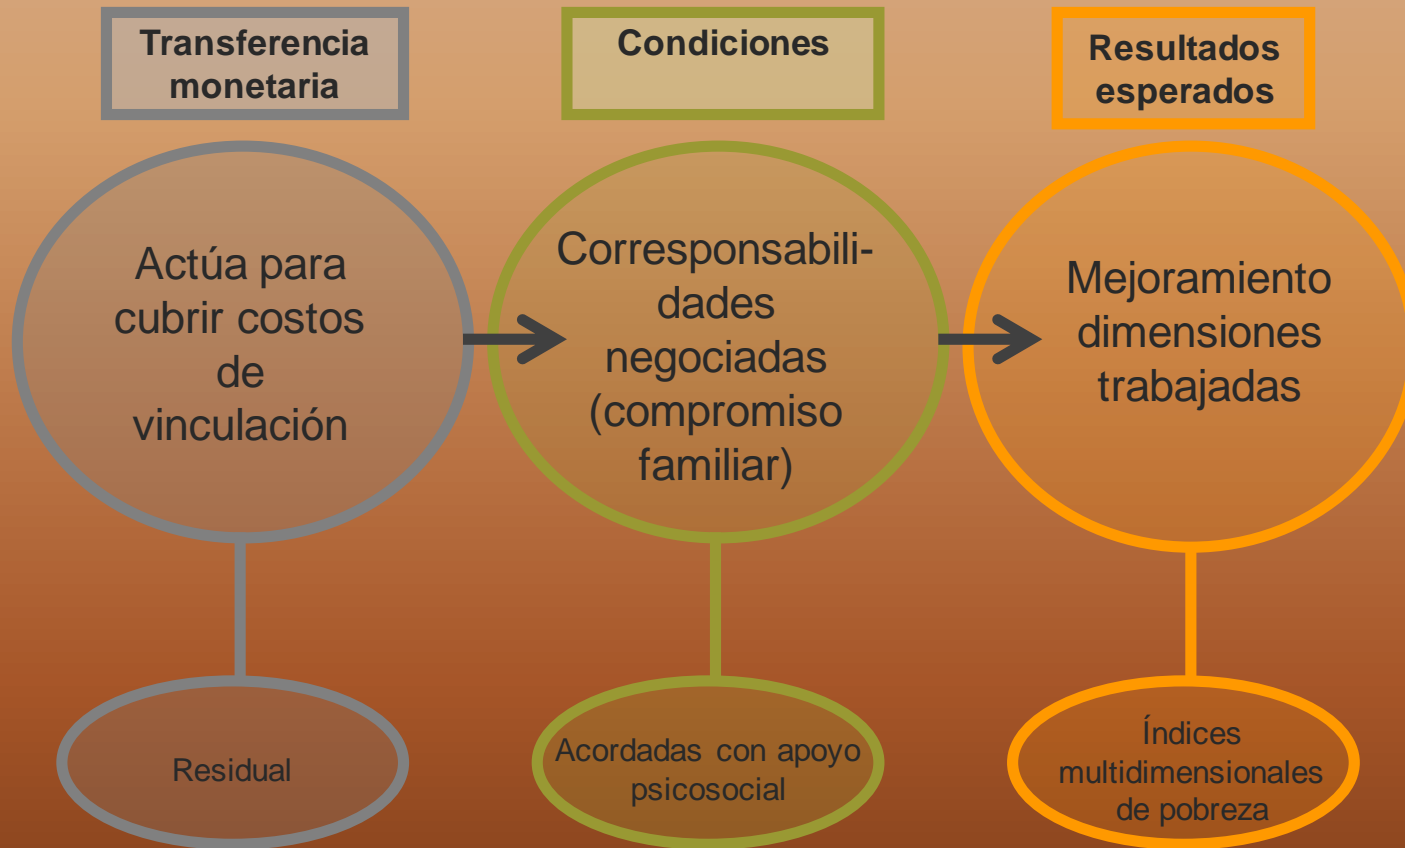 Transferencia
monetaria
Condiciones
Resultados
esperados
Actúa para
cubrir costos
de
vinculación
Corresponsabili-
dades
negociadas
(compromiso
familiar)
Mejoramiento
dimensiones
trabajadas
Residual
Acordadas con apoyo
psicosocial
Índices
multidimensionales
de pobreza